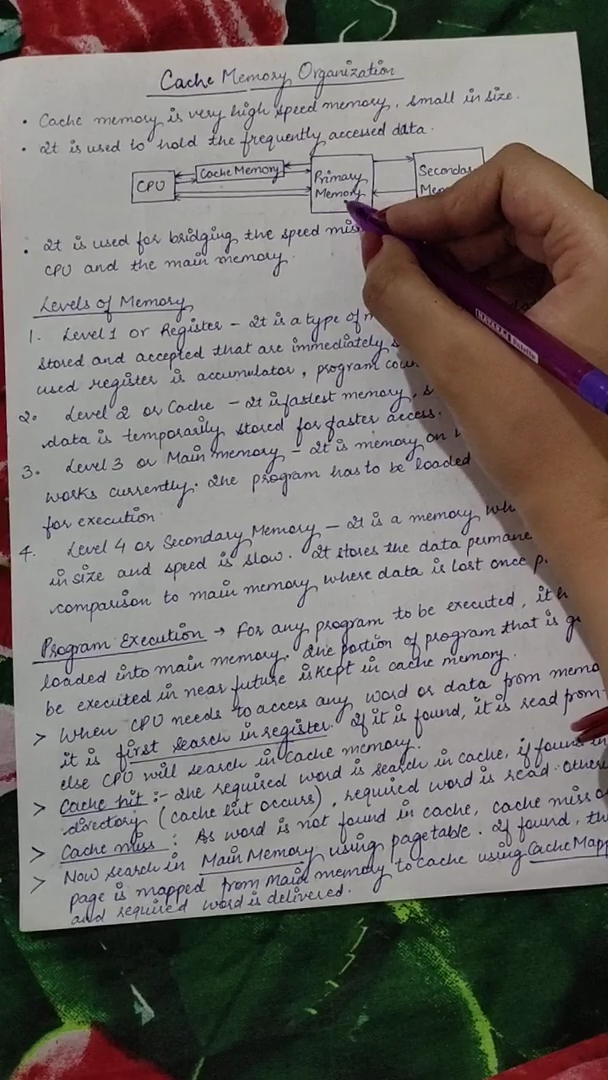 Cache Memory Organization
• Cache memory is very high speed memory, small in size.
• It is used to hold the frequently accessed data.
CPU
Cache Memory
Primary
Memory
• It is used for bridging the speed
CPU and the main memory.
Levels of Memory
1. Level 1 or Register – It is a type of
stored and accepted that are immediately
used register is accumulator, program
2. Level 2 or Cache – It is fastest memory,
data is temporarily stored for faster access.
3. Level 3 or Main memory – It is memory on
works currently. The program has to be loaded
for execution
4. Level 4 or Secondary Memory – It is a memory
in size and speed is slow. It stores the data
comparison to main memory where data is lost once
Program Execution → For any program to be executed, it
loaded into main memory. The portion of program that is
be executed in near future is kept in cache memory.
> When CPU needs to access any word or data from
it is first search in register. If it is found, it is read from
else CPU will search in cache memory.
> Cache hit :- The required word is search in cache, if found in
directory (cache hit occurs), required word is read.
> Cache miss : As word is not found in cache, cache miss
> Now search in Main Memory using pagetable. If found,
page is mapped from main memory to cache using Cache
and required word is delivered.